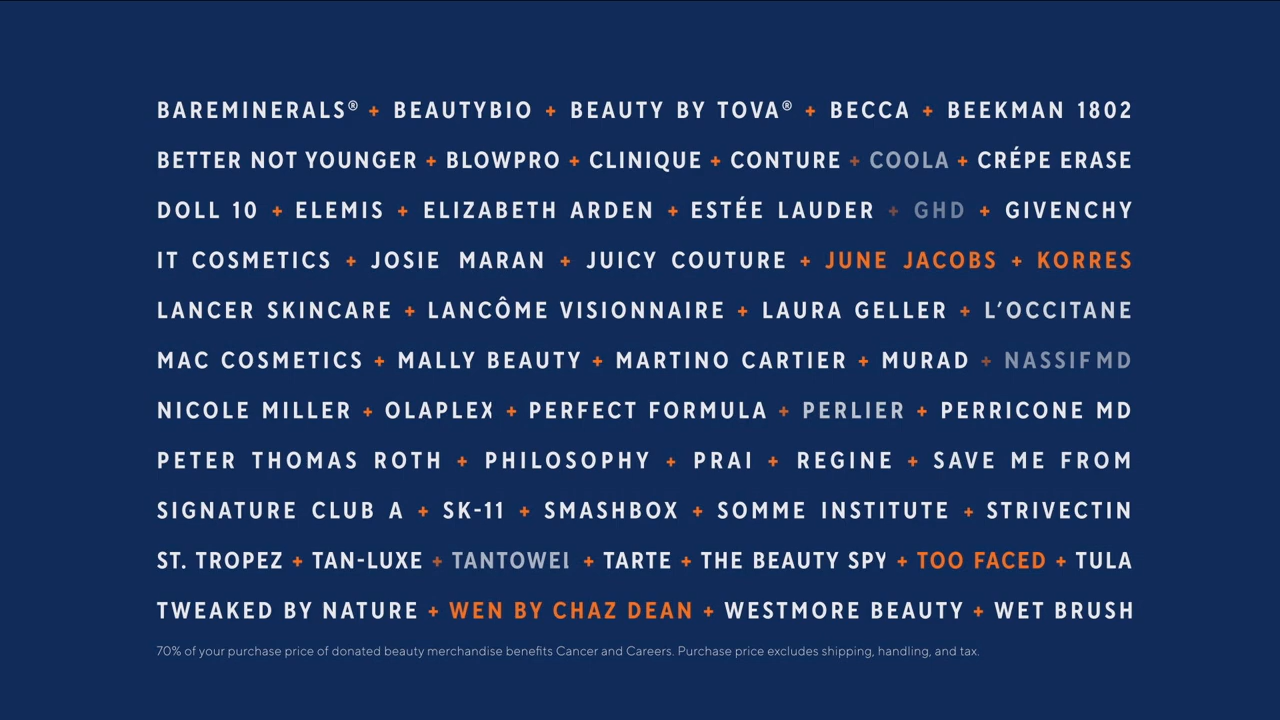 BAREMINERALS® + BEAUTYBIO + BEAUTY BY TOVA® + BECCA + BEEKMAN 1802
BETTER NOT YOUNGER + BLOWPRO + CLINIQUE + CONTURE + COOLA + CRÉPE ERASE
DOLL 10 + ELEMIS + ELIZABETH ARDEN + ESTÉE LAUDER + GHD + GIVENCHY
IT COSMETICS + JOSIE MARAN + JUICY COUTURE + JUNE JACOBS + KORRES
LANCER SKINCARE + LANCÔME VISIONNAIRE + LAURA GELLER + L'OCCITANE
MAC COSMETICS + MALLY BEAUTY + MARTINO CARTIER + MURAD + NASSIFMD
NICOLE MILLER + OLAPLEX + PERFECT FORMULA + PERLIER + PERRICONE MD
PETER THOMAS ROTH + PHILOSOPHY + PRAI + REGINE + SAVE ME FROM
SIGNATURE CLUB A + SK-11 + SMASHBOX + SOMME INSTITUTE + STRIVECTIN
ST. TROPEZ + TAN-LUXE + TANTOWEL + TARTE + THE BEAUTY SPY + TOO FACED + TULA
TWEAKED BY NATURE + WEN BY CHAZ DEAN + WESTMORE BEAUTY + WET BRUSH
70% of your purchase price of donated beauty merchandise benefits Cancer and Careers. Purchase price excludes shipping, handling, and tax.